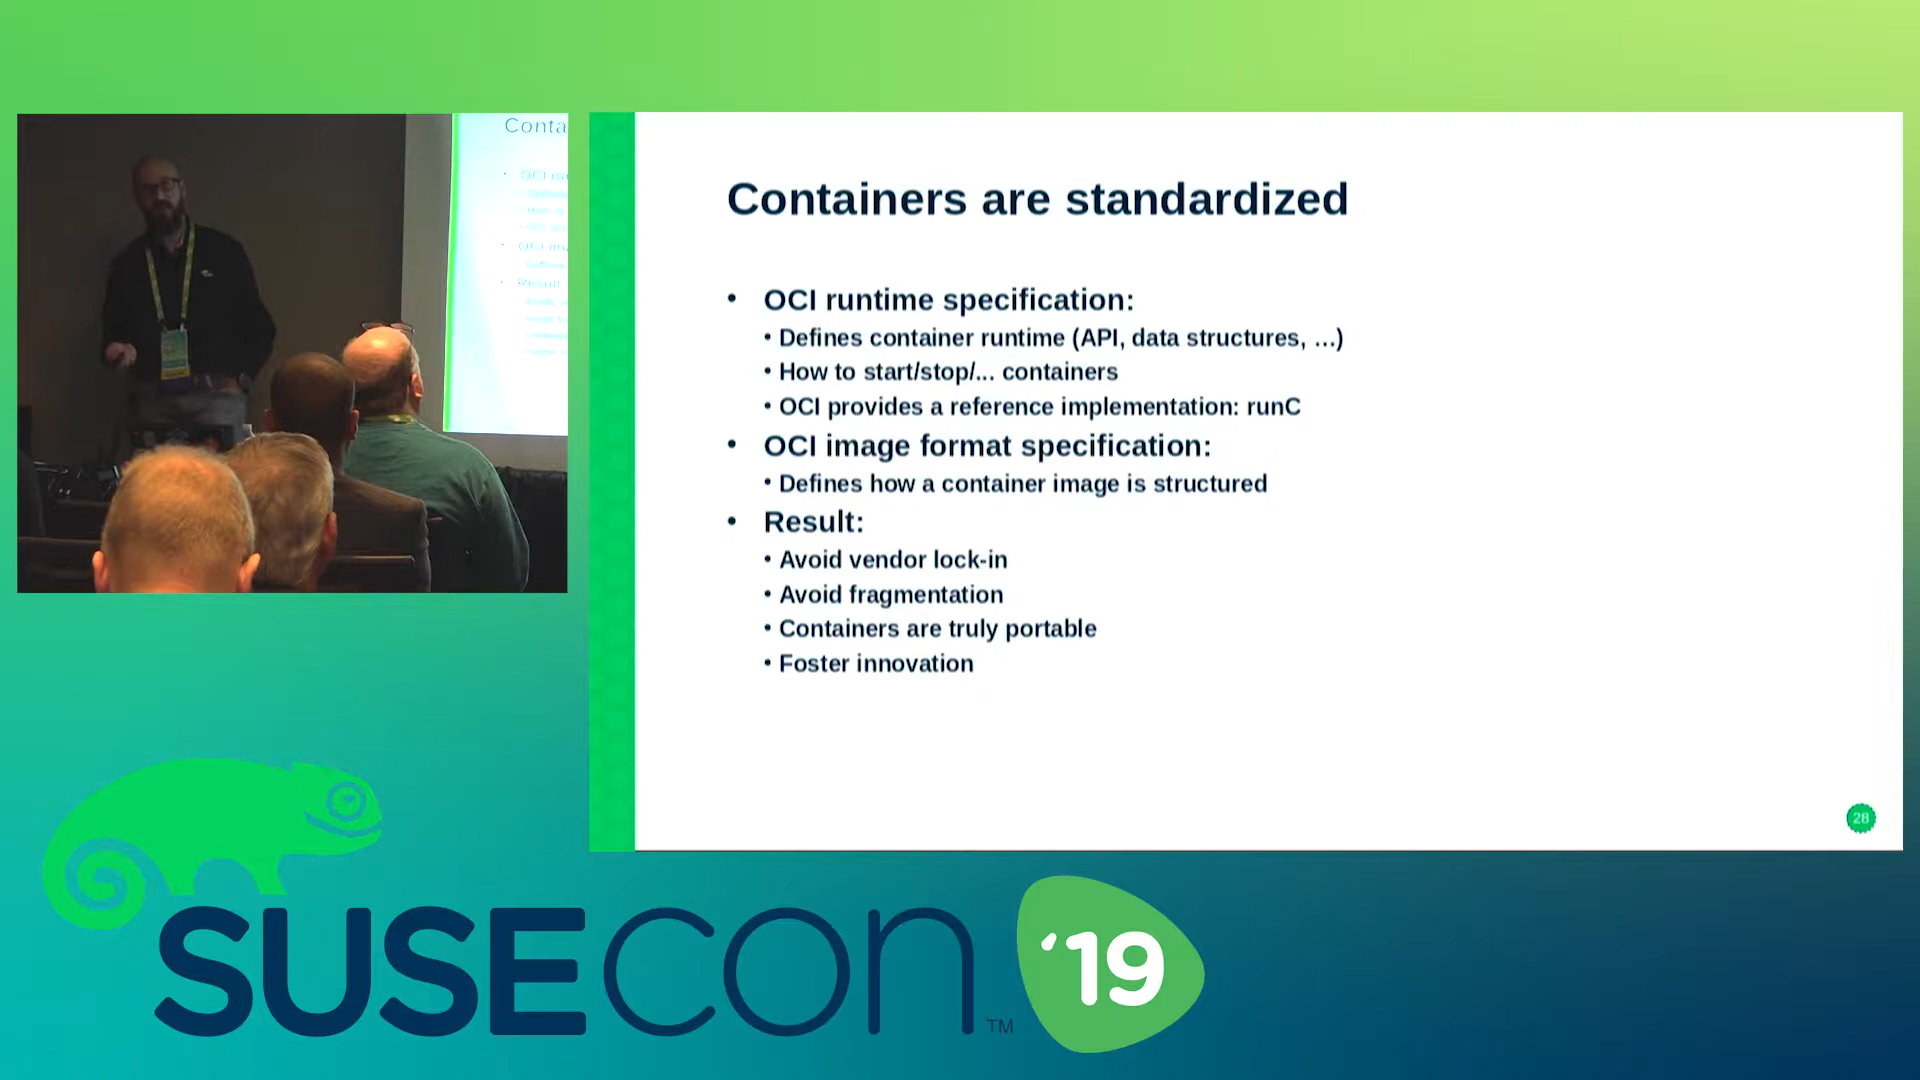 Conta
Containers are standardized
• OCI runtime specification:
• Defines container runtime (API, data structures, ...)
• How to start/stop/... containers
• OCI provides a reference implementation: runC
• OCI image format specification:
• Defines how a container image is structured
• Result:
• Avoid vendor lock-in
• Avoid fragmentation
• Containers are truly portable
• Foster innovation
28
SUSECON TM '19